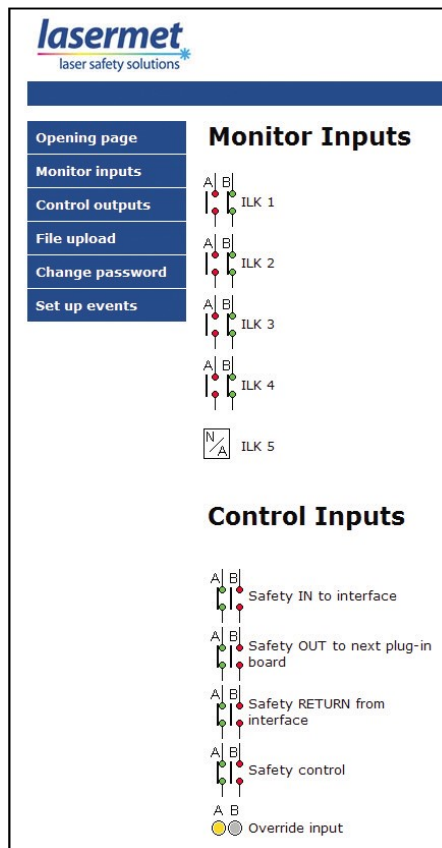 lasermet
laser safety solutions
Opening page
Monitor inputs
Control outputs
File upload
Change password
Set up events
Monitor Inputs
A B
ILK 1
A B
ILK 2
A B
ILK 3
A B
ILK 4
N/A
ILK 5
Control Inputs
A B
Safety IN to interface
A B
Safety OUT to next plug-in
board
A B
Safety RETURN from
interface
A B
Safety control
A B
Override input